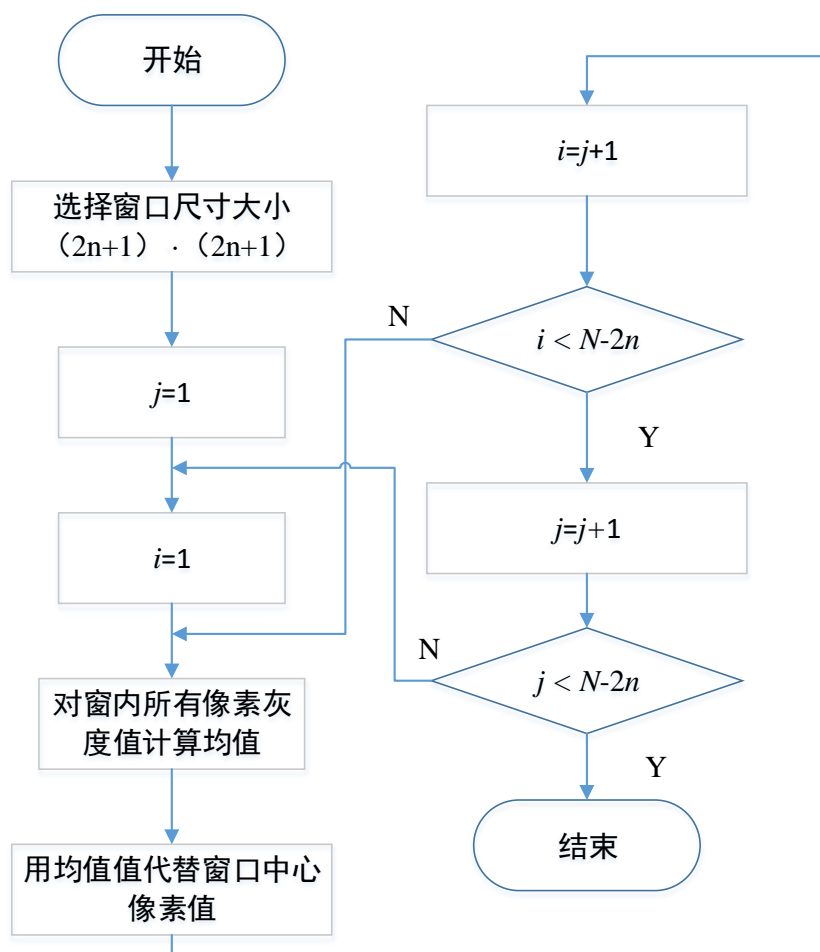 开始
选择窗口尺寸大小
（2n+1）·（2n+1）
j=1
i=1
对窗内所有像素灰
度值计算均值
用均值值代替窗口中心
像素值
i=j+1
i < N-2n
N
Y
j=j+1
j < N-2n
N
Y
结束